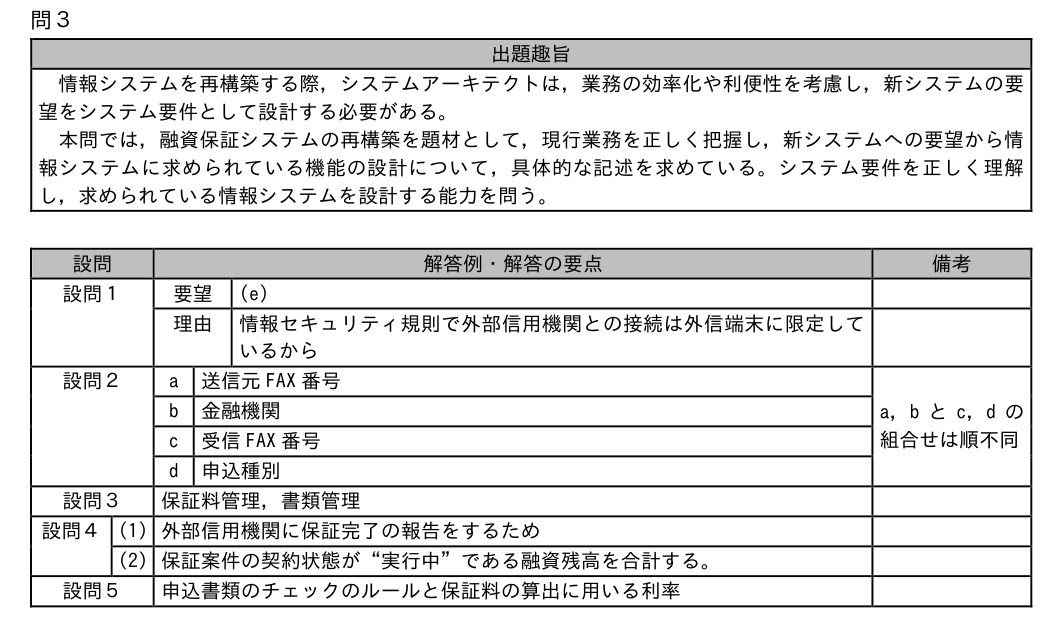 問3
出題趣旨
情報システムを再構築する際，システムアーキテクトは，業務の効率化や利便性を考慮し，新システムの要
望をシステム要件として設計する必要がある。
本問では，融資保証システムの再構築を題材として，現行業務を正しく把握し，新システムへの要望から情
報システムに求められている機能の設計について，具体的な記述を求めている。システム要件を正しく理解
し，求められている情報システムを設計する能力を問う。
設問 解答例・解答の要点 備考
設問1 要望 (e)
理由 情報セキュリティ規則で外部信用機関との接続は外信端末に限定して
いるから
設問2 a 送信元 FAX 番号
b 金融機関
c 受信 FAX 番号
d 申込種別
a，b と c，d の
組合せは順不同
設問3 保証料管理，書類管理
設問4 (1) 外部信用機関に保証完了の報告をするため
(2) 保証案件の契約状態が“実行中”である融資残高を合計する。
設問5 申込書類のチェックのルールと保証料の算出に用いる利率